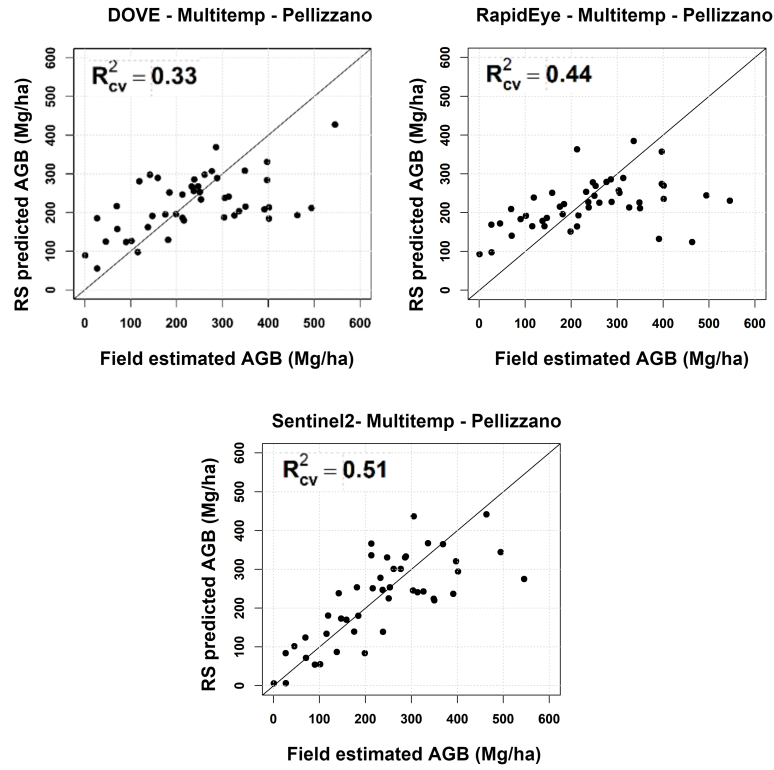 DOVE - Multitemp - Pellizzano
R²cv = 0.33
RS predicted AGB (Mg/ha)
600
500
400
300
200
100
0
0 100 200 300 400 500 600
Field estimated AGB (Mg/ha)
RapidEye - Multitemp - Pellizzano
R²cv = 0.44
RS predicted AGB (Mg/ha)
600
500
400
300
200
100
0
0 100 200 300 400 500 600
Field estimated AGB (Mg/ha)
Sentinel2- Multitemp - Pellizzano
R²cv = 0.51
RS predicted AGB (Mg/ha)
600
500
400
300
200
100
0
0 100 200 300 400 500 600
Field estimated AGB (Mg/ha)